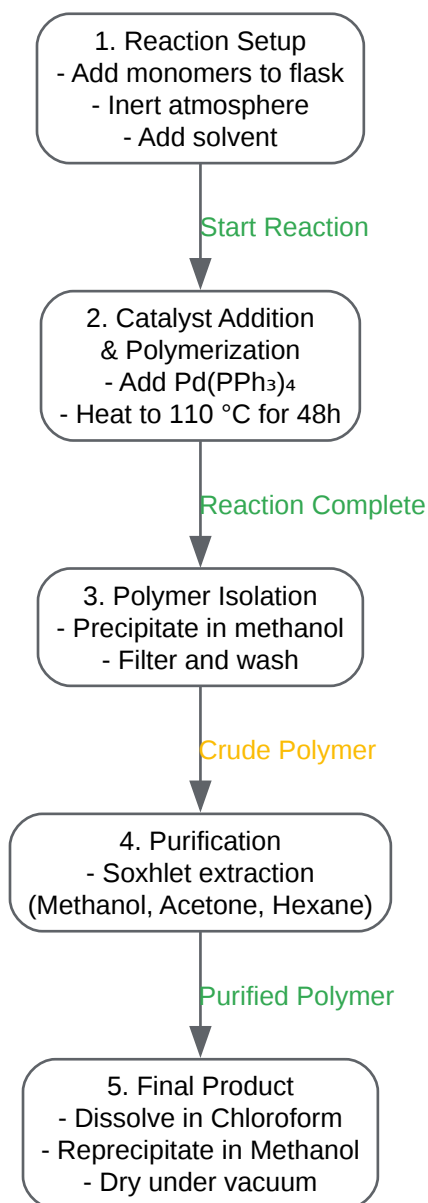 1. Reaction Setup
- Add monomers to flask
- Inert atmosphere
- Add solvent
Start Reaction
2. Catalyst Addition
& Polymerization
- Add Pd(PPh₃)₄
- Heat to 110 °C for 48h
Reaction Complete
3. Polymer Isolation
- Precipitate in methanol
- Filter and wash
Crude Polymer
4. Purification
- Soxhlet extraction
(Methanol, Acetone, Hexane)
Purified Polymer
5. Final Product
- Dissolve in Chloroform
- Reprecipitate in Methanol
- Dry under vacuum